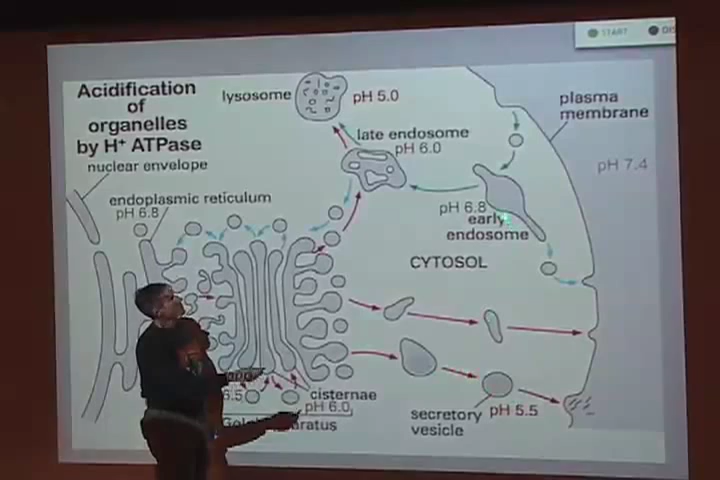 START
Acidification
of
organelles
by H⁺ ATPase
nuclear envelope
endoplasmic reticulum
pH 6.8
lysosome
pH 5.0
late endosome
pH 6.0
plasma
membrane
pH 7.4
pH 6.8
early
endosome
CYTOSOL
6.5
cisternae
pH 6.0
secretory
vesicle
pH 5.5